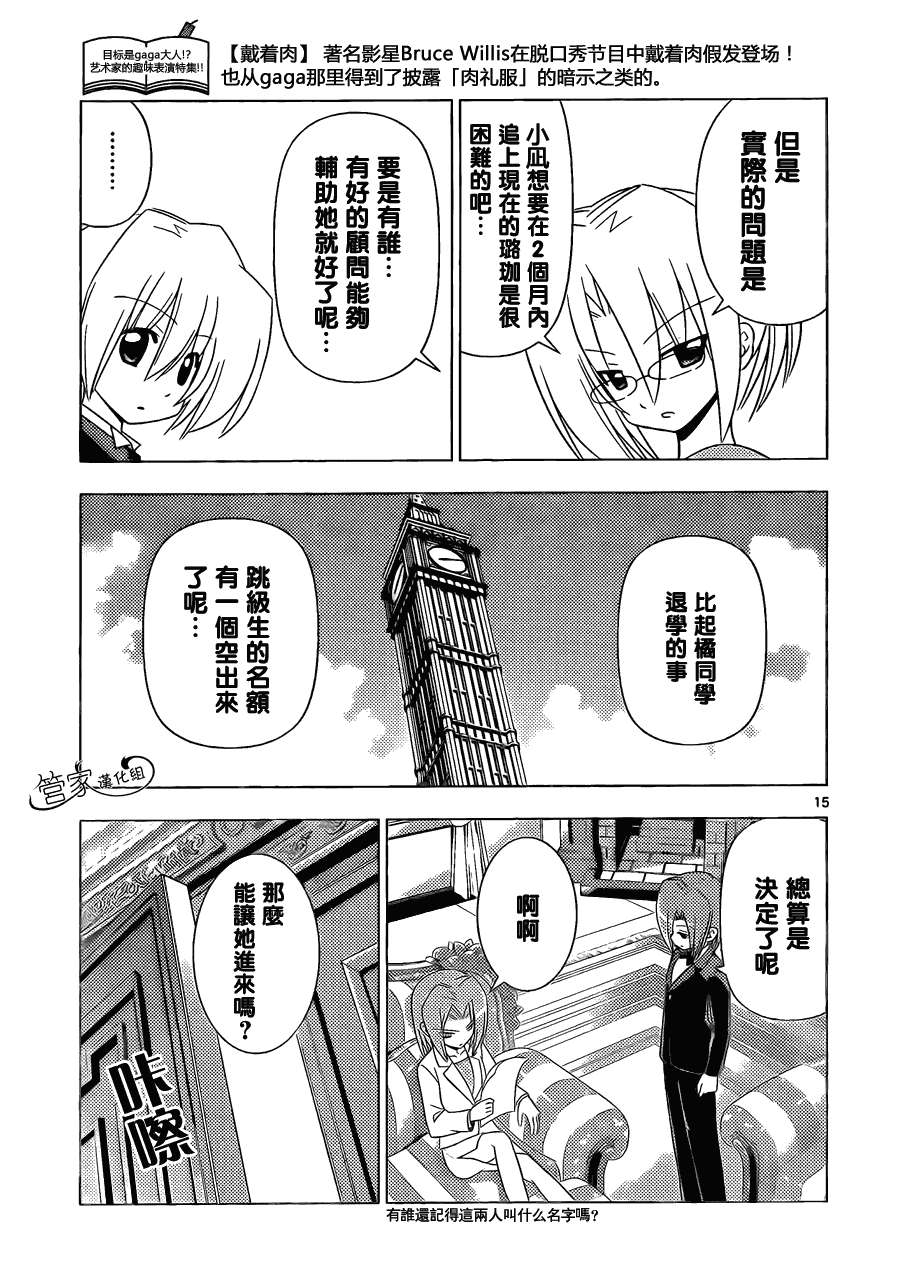 目标是gaga大人!?
艺术家的趣味表演特集!!
【戴着肉】 著名影星Bruce Willis在脱口秀节目中戴着肉假发登场！
也从gaga那里得到了披露「肉礼服」的暗示之类的。
但是
實際的問題是
小凪想要在2個月內
追上現在的璐珈是很
困難的吧…
要是有誰…
有好的顧問能夠
輔助她就好了呢…
………
比起橘同學
退學的事
跳級生的名額
有一個空出來
了呢…
管家漢化組
15
總算是
決定了呢
啊啊
那麼
能讓她進來嗎?
咔嚓
有誰還記得這兩人叫什么名字嗎?